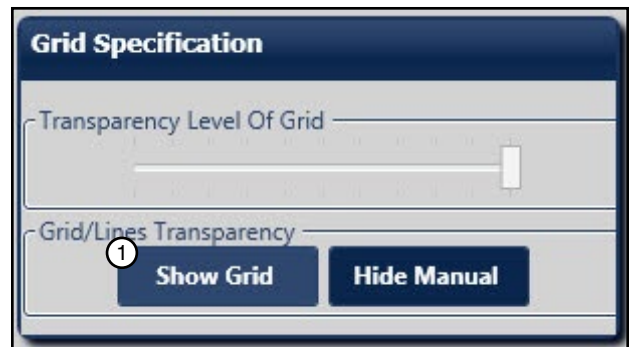 Grid Specification
Transparency Level Of Grid
Grid/Lines Transparency
1
Show Grid Hide Manual